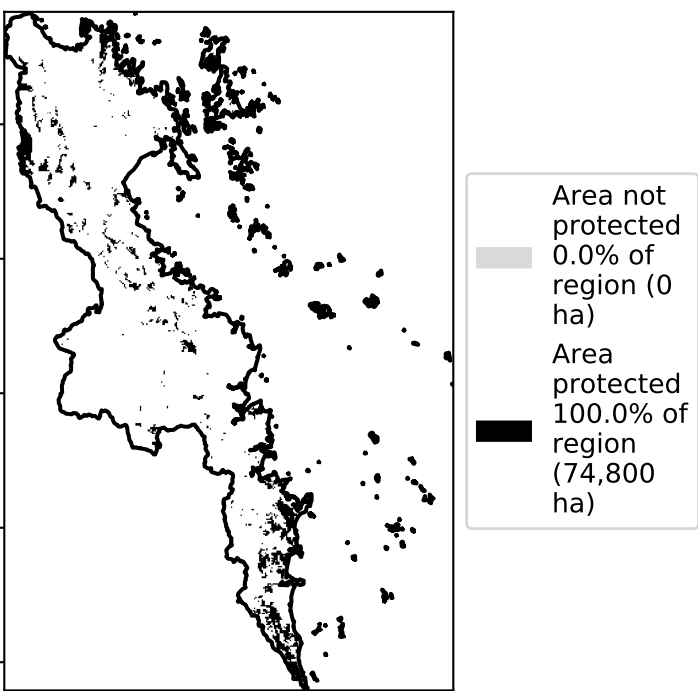 Area not
protected
0.0% of
region (0
ha)
Area
protected
100.0% of
region
(74,800
ha)